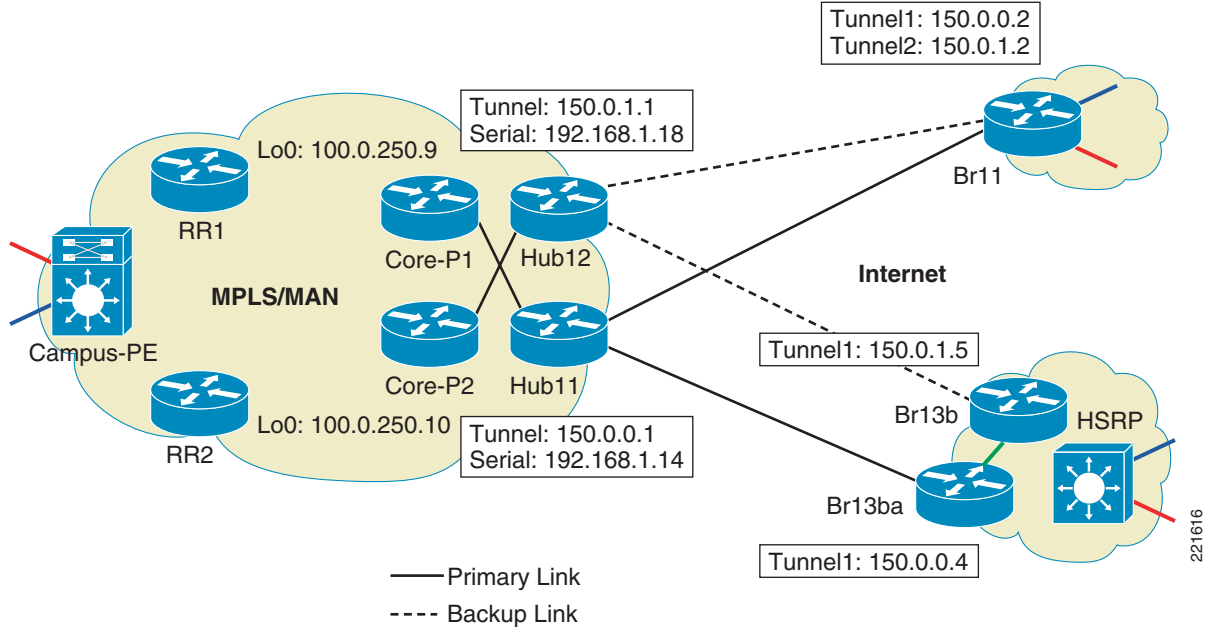 Tunnel1: 150.0.0.2
Tunnel2: 150.0.1.2
Tunnel: 150.0.1.1
Serial: 192.168.1.18
Lo0: 100.0.250.9
RR1
Core-P1
Hub12
Br11
MPLS/MAN
Internet
Campus-PE
Core-P2
Hub11
Tunnel1: 150.0.1.5
RR2
Lo0: 100.0.250.10
Tunnel: 150.0.0.1
Serial: 192.168.1.14
Br13b
HSRP
Br13ba
Tunnel1: 150.0.0.4
221616
Primary Link
Backup Link